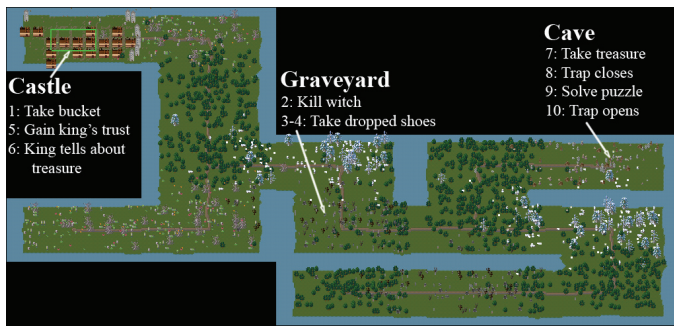 Castle
1: Take bucket
5: Gain king's trust
6: King tells about
treasure
Graveyard
2: Kill witch
3-4: Take dropped shoes
Cave
7: Take treasure
8: Trap closes
9: Solve puzzle
10: Trap opens